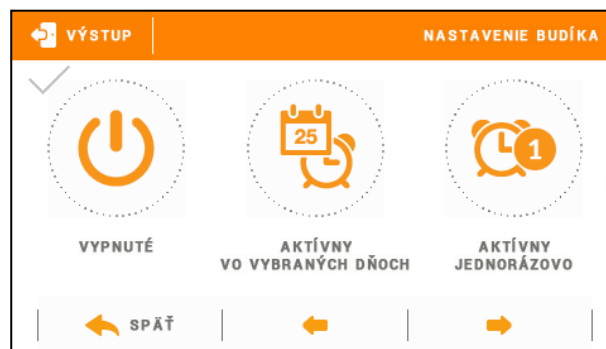 VÝSTUP
NASTAVENIE BUDÍKA
25
1
VYPNUTÉ
AKTÍVNY
VO VYBRANÝCH DŇOCH
AKTÍVNY
JEDNORÁZOVO
SPÄŤ